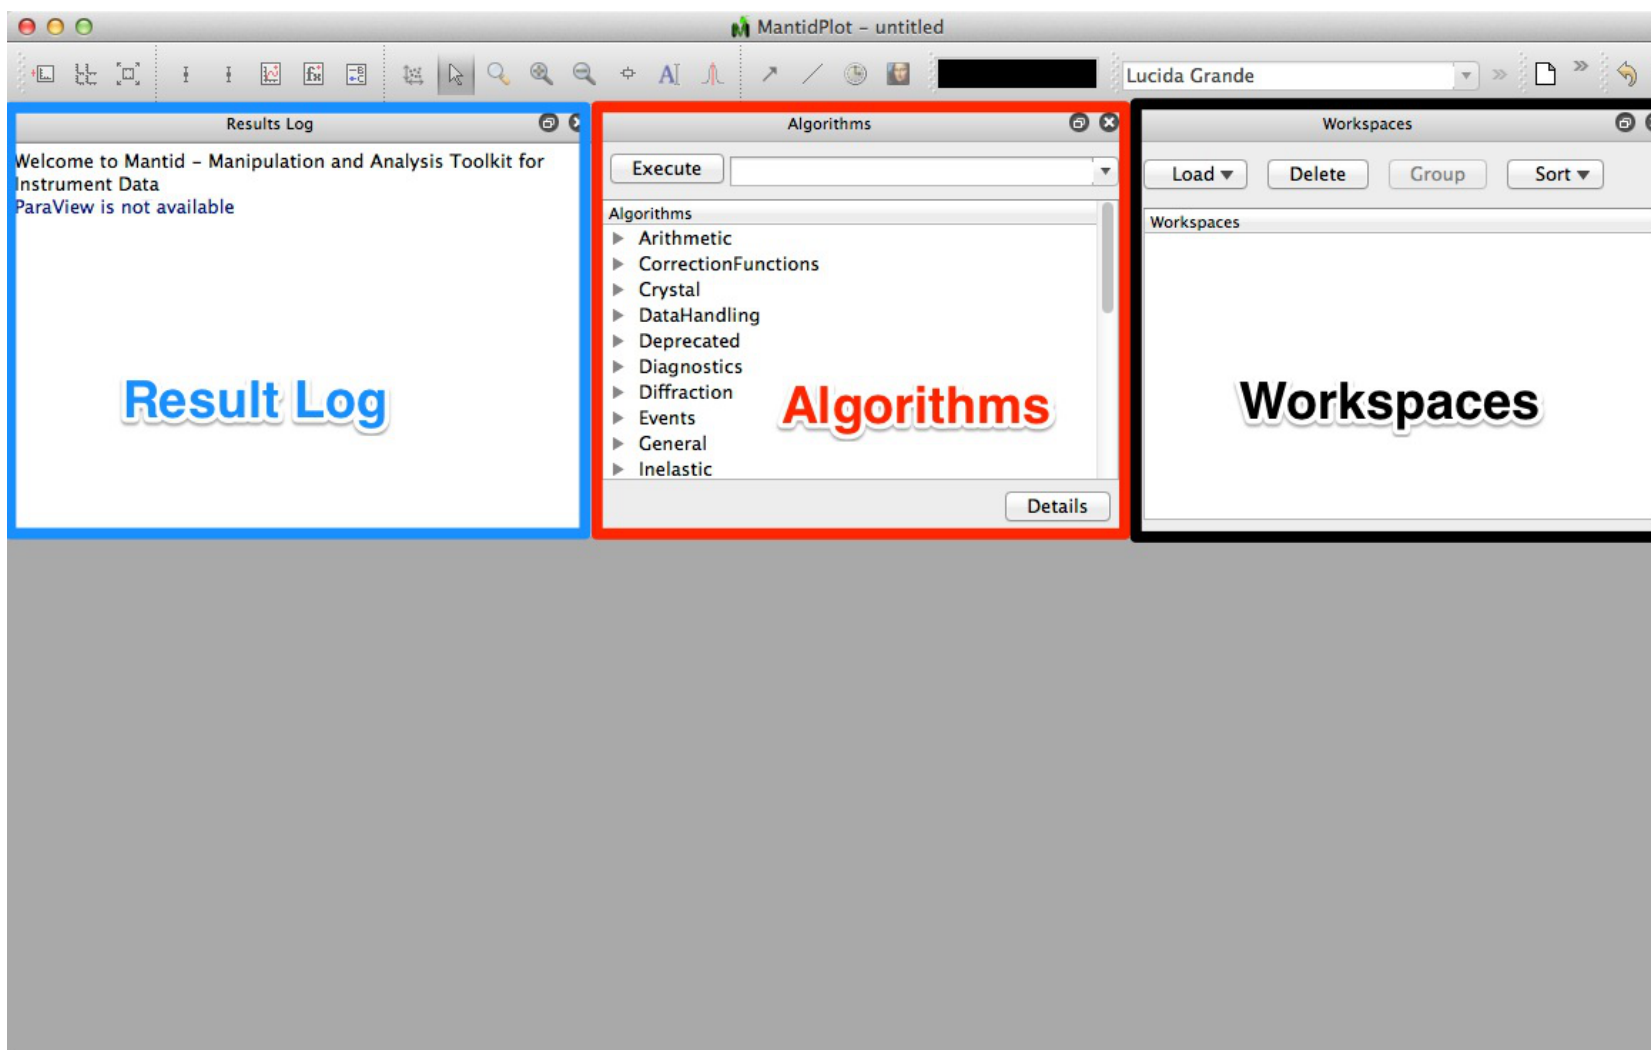 MantidPlot – untitled
Lucida Grande
Results Log
Welcome to Mantid – Manipulation and Analysis Toolkit for
Instrument Data
ParaView is not available
Result Log
Algorithms
Execute
Algorithms
Arithmetic
CorrectionFunctions
Crystal
DataHandling
Deprecated
Diagnostics
Diffraction
Events
General
Inelastic
Algorithms
Details
Workspaces
Load Delete Group Sort
Workspaces
Workspaces